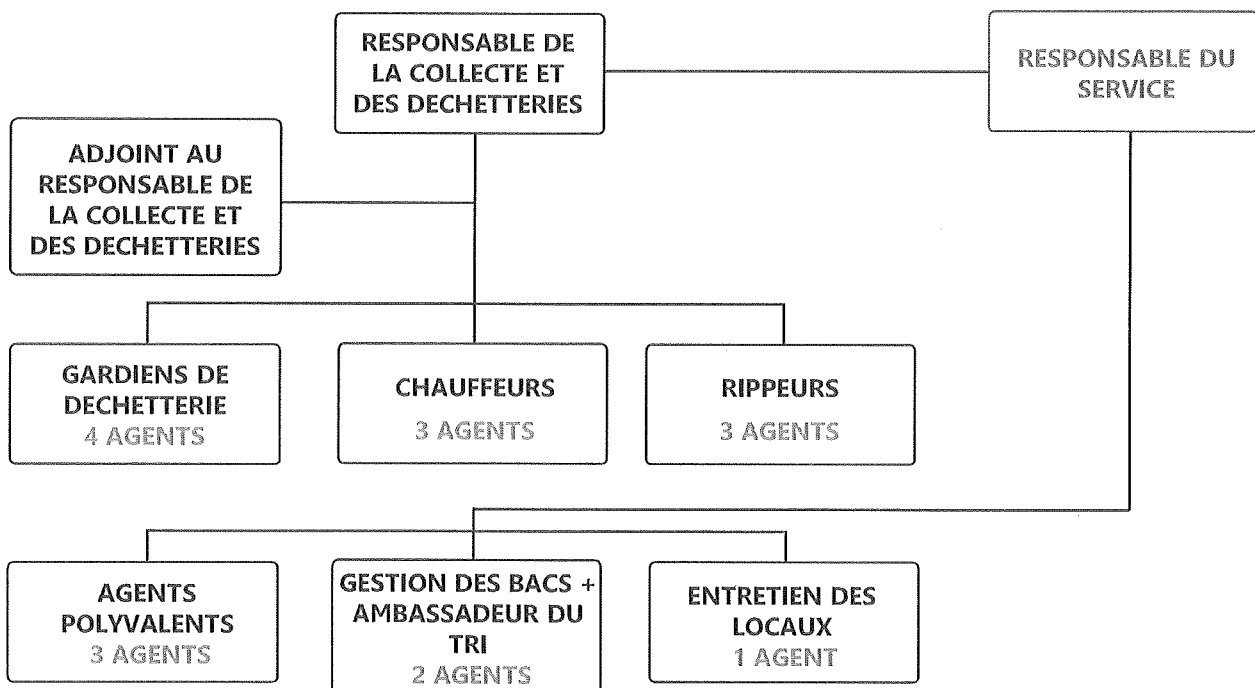 RESPONSABLE DE
LA COLLECTE ET
DES DECHETTERIES
RESPONSABLE DU
SERVICE
ADJOINT AU
RESPONSABLE DE
LA COLLECTE ET
DES DECHETTERIES
GARDIENS DE
DECHETTERIE
4 AGENTS
CHAUFFEURS
3 AGENTS
RIPPEURS
3 AGENTS
AGENTS
POLYVALENTS
3 AGENTS
GESTION DES BACS +
AMBASSADEUR DU
TRI
2 AGENTS
ENTRETIEN DES
LOCAUX
1 AGENT